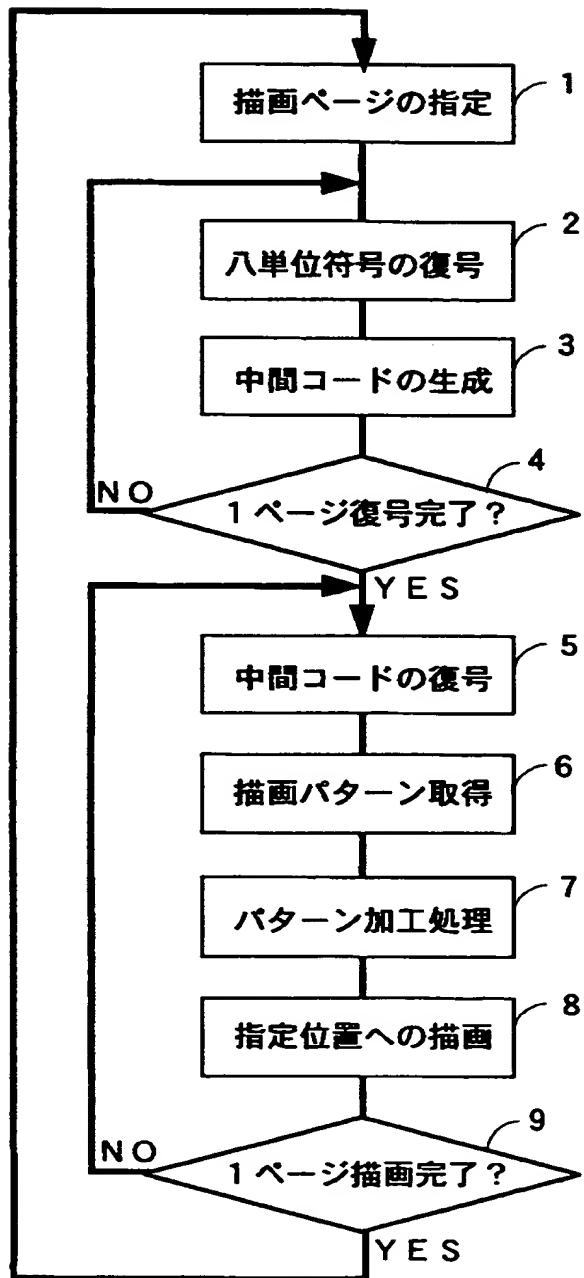 1
描画ページの指定
2
八単位符号の復号
3
中間コードの生成
4
NO
1ページ復号完了?
YES
5
中間コードの復号
6
描画パターン取得
7
パターン加工処理
8
指定位置への描画
9
NO
1ページ描画完了?
YES